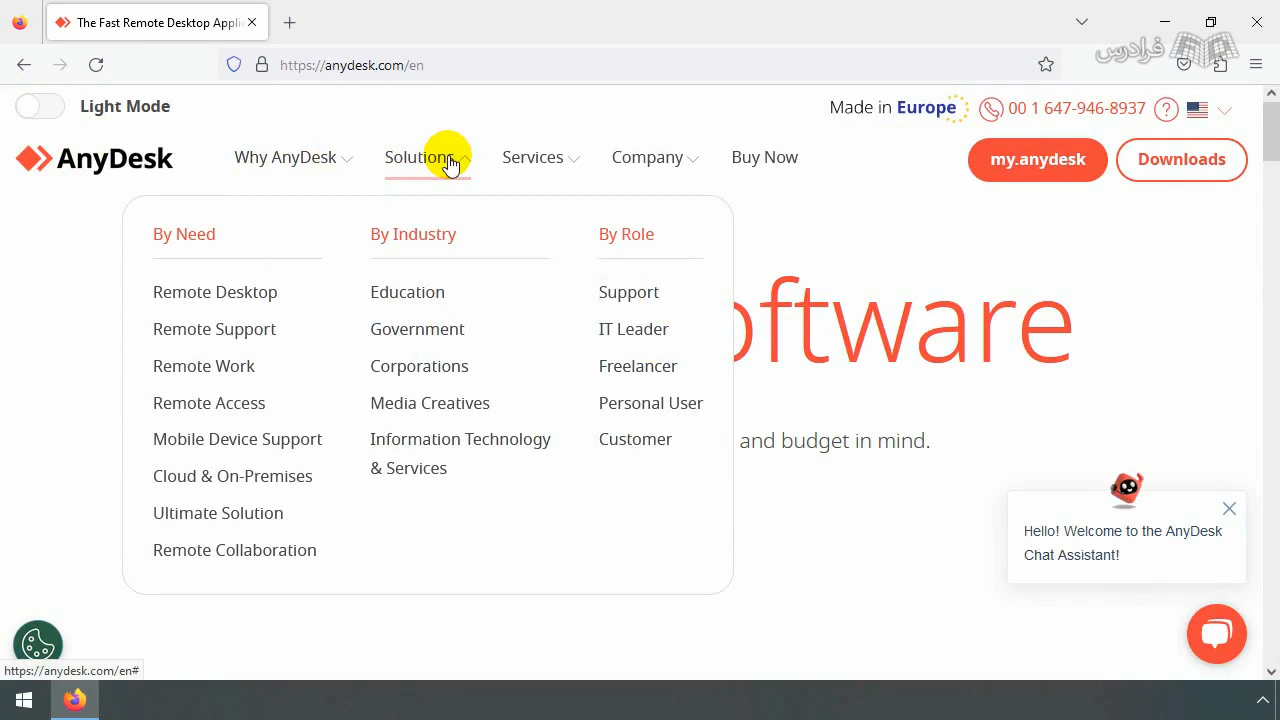 The Fast Remote Desktop Appli
https://anydesk.com/en
فرادرس
Light Mode
Made in Europe
00 1 647-946-8937
?
AnyDesk
Why AnyDesk
Solutions
Services
Company
Buy Now
my.anydesk
Downloads
By Need
Remote Desktop
Remote Support
Remote Work
Remote Access
Mobile Device Support
Cloud & On-Premises
Ultimate Solution
Remote Collaboration
By Industry
Education
Government
Corporations
Media Creatives
Information Technology
& Services
By Role
Support
IT Leader
Freelancer
Personal User
Customer
oftware
and budget in mind.
Hello! Welcome to the AnyDesk
Chat Assistant!
https://anydesk.com/en#